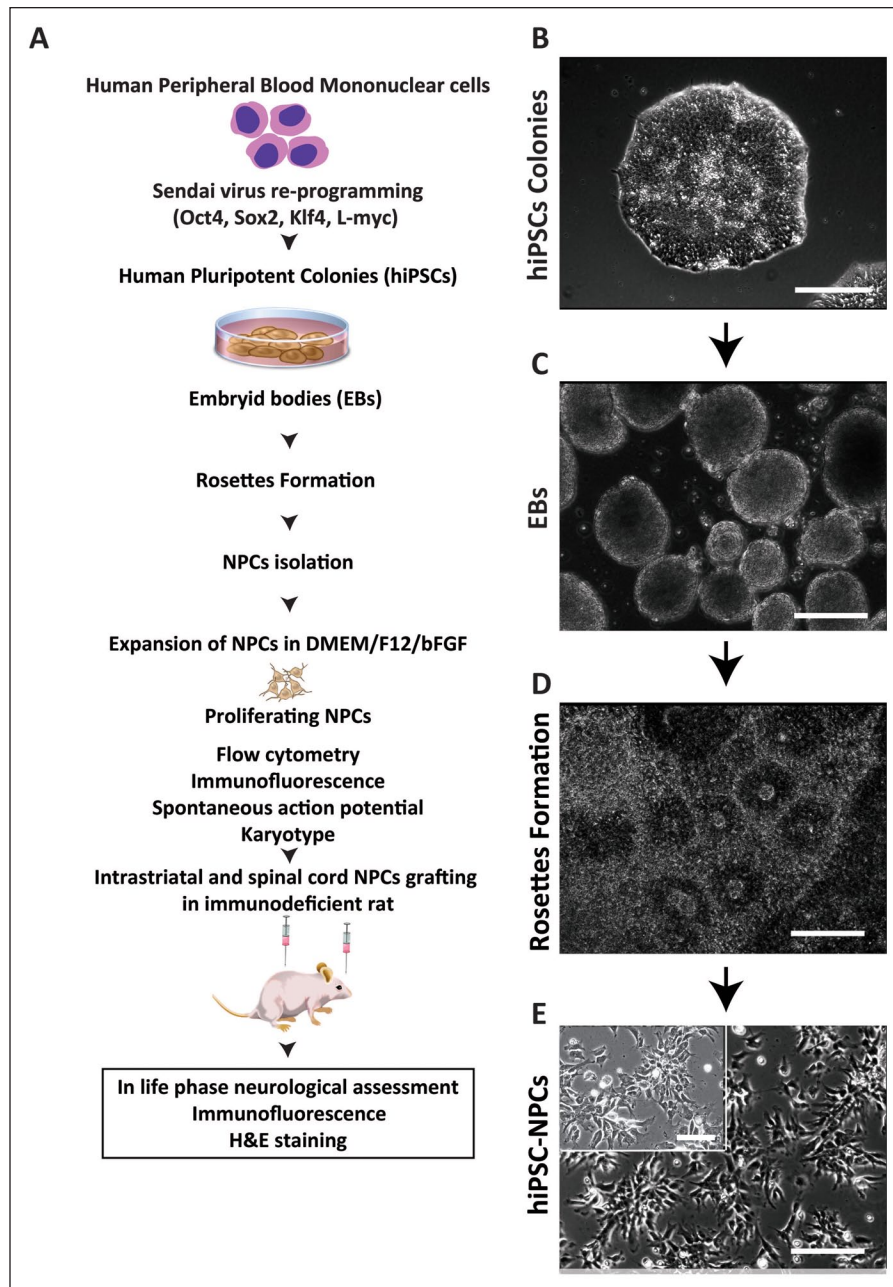 A
Human Peripheral Blood Mononuclear cells
Sendai virus re-programming
(Oct4, Sox2, Klf4, L-myc)
Human Pluripotent Colonies (hiPSCs)
Embryid bodies (EBs)
Rosettes Formation
NPCs isolation
Expansion of NPCs in DMEM/F12/bFGF
Proliferating NPCs
Flow cytometry
Immunofluorescence
Spontaneous action potential
Karyotype
Intrastriatal and spinal cord NPCs grafting
in immunodeficient rat
In life phase neurological assessment
Immunofluorescence
H&E staining
B
hiPSCs Colonies
C
EBs
D
Rosettes Formation
E
hiPSC-NPCs